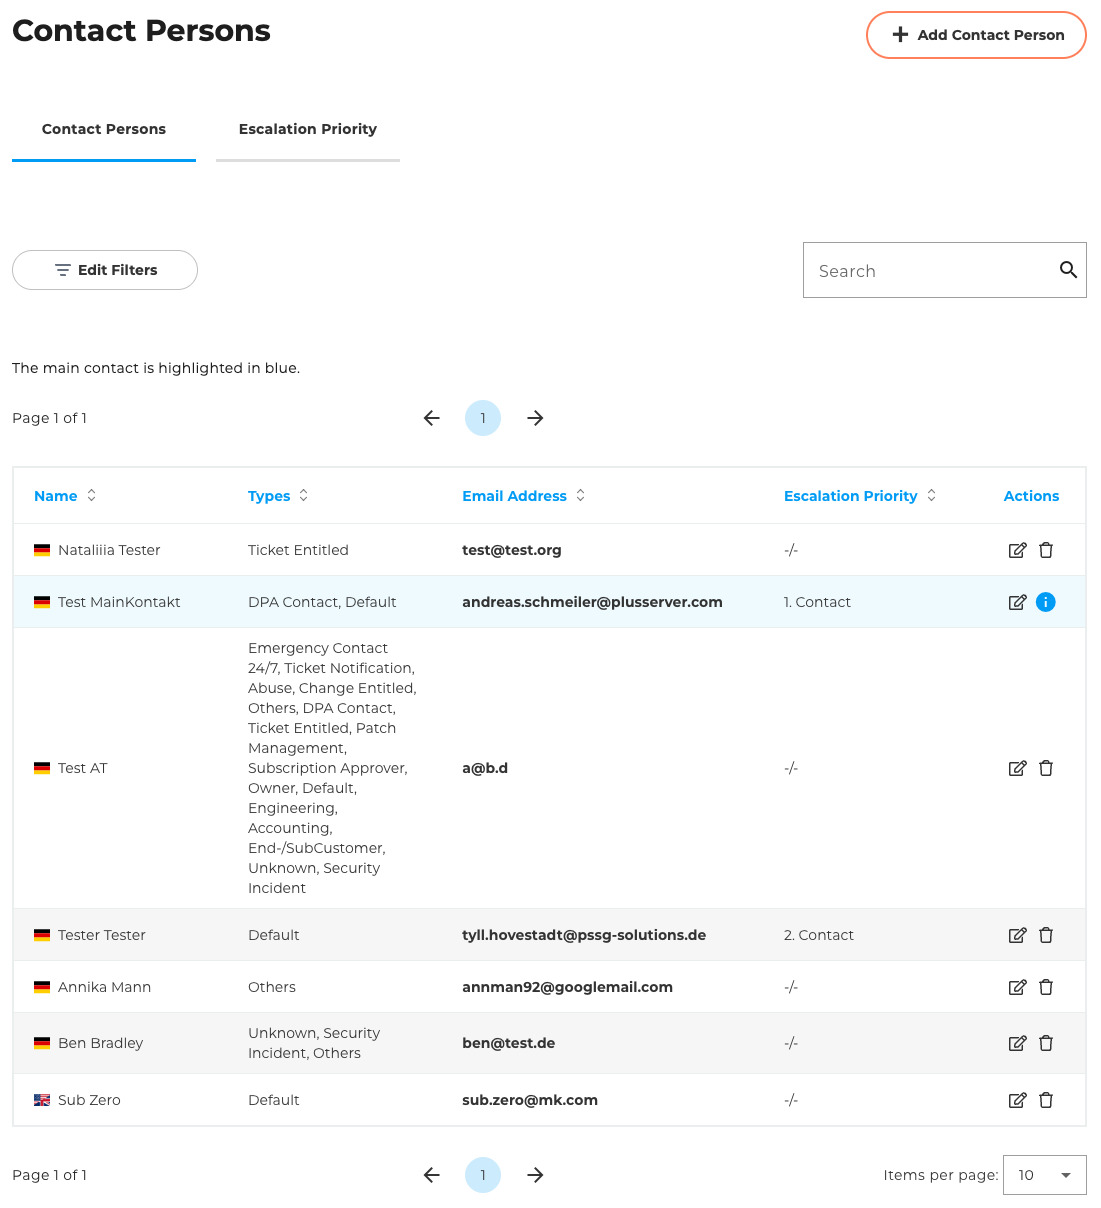 Contact Persons
Add Contact Person
Contact Persons
Escalation Priority
Edit Filters
Search
The main contact is highlighted in blue.
Page 1 of 1
1
Name Types Email Address Escalation Priority Actions
Nataliiia Tester Ticket Entitled test@test.org -/-
Test MainKontakt DPA Contact, Default andreas.schmeiler@plusserver.com 1. Contact
Emergency Contact
24/7, Ticket Notification,
Abuse, Change Entitled,
Others, DPA Contact,
Ticket Entitled, Patch
Management,
Test AT Subscription Approver, a@b.d -/-
Owner, Default,
Engineering,
Accounting,
End-/SubCustomer,
Unknown, Security
Incident
Tester Tester Default tyll.hovestadt@pssg-solutions.de 2. Contact
Annika Mann Others annman92@googlemail.com -/-
Unknown, Security
Ben Bradley ben@test.de -/-
Incident, Others
Sub Zero Default sub.zero@mk.com -/-
Page 1 of 1
1
Items per page: 10